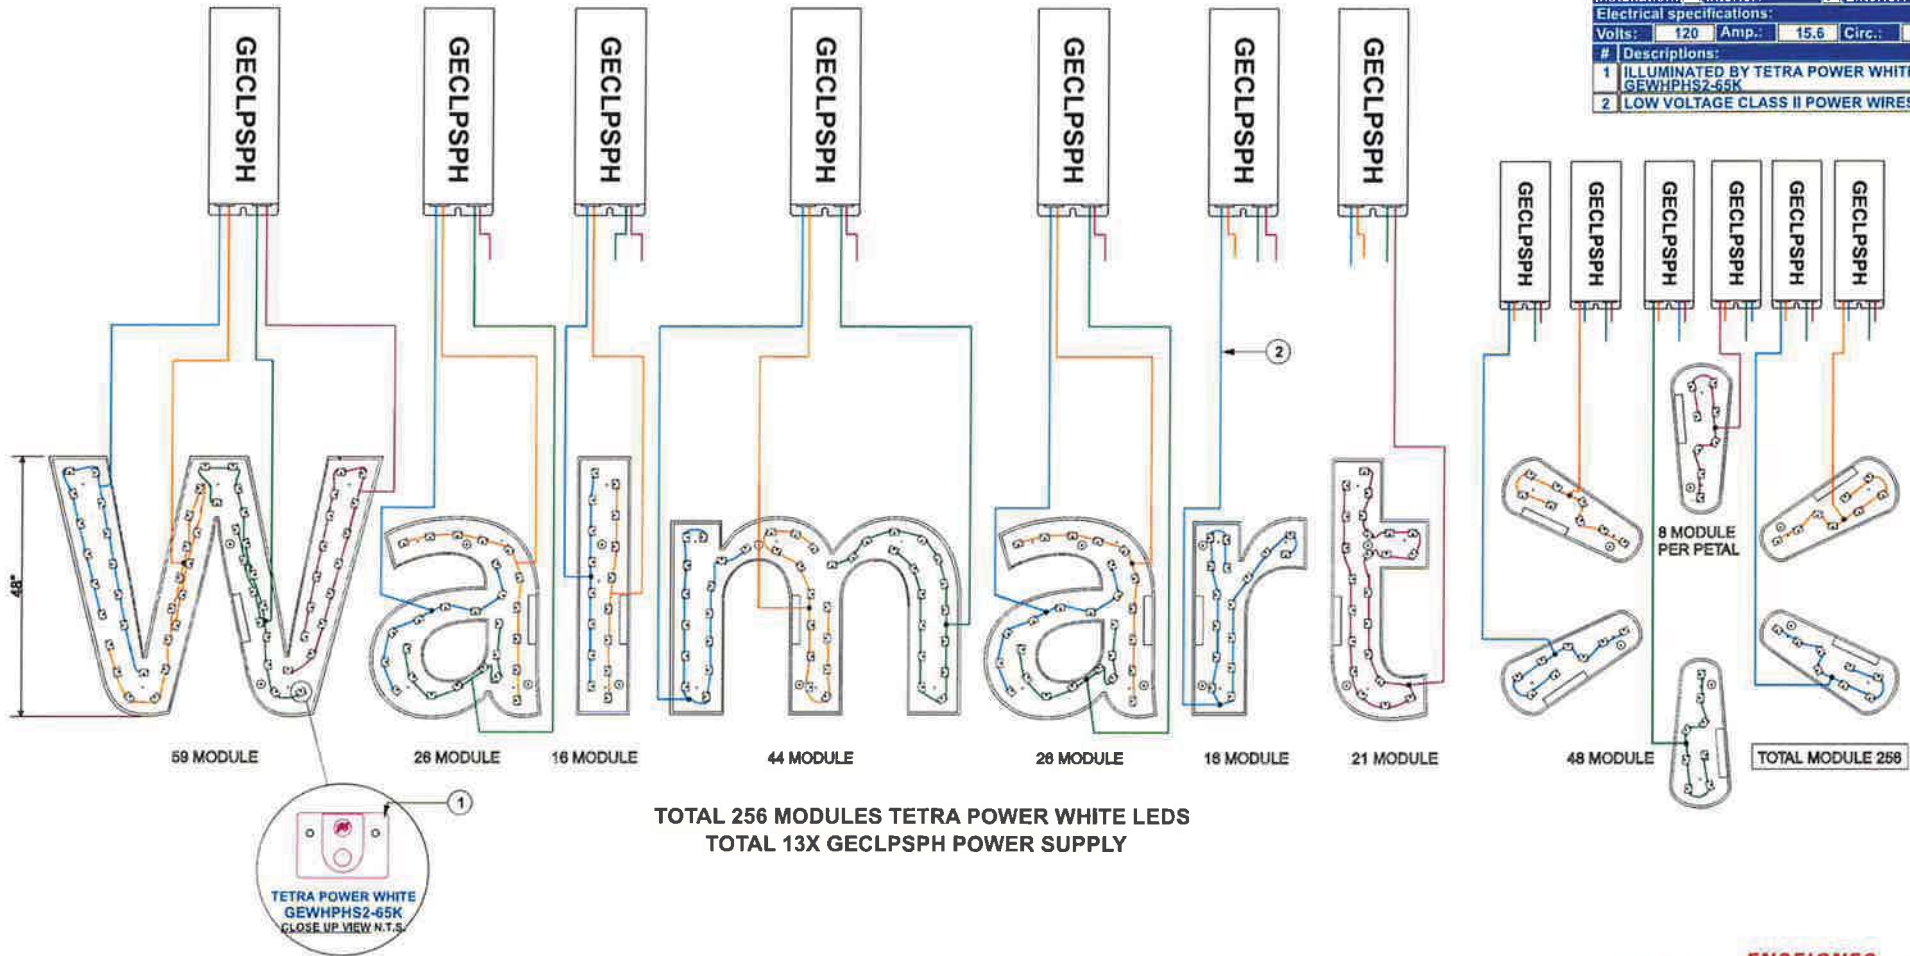 Electrical specifications:
Volts: 120 Amp.: 15.6 Circ.:
# Descriptions:
1 ILLUMINATED BY TETRA POWER WHITE
GEWHPHS2-65K
2 LOW VOLTAGE CLASS II POWER WIRES
GECLPSPH
GECLPSPH
GECLPSPH
GECLPSPH
GECLPSPH
GECLPSPH
GECLPSPH
GECLPSPH
GECLPSPH
GECLPSPH
GECLPSPH
GECLPSPH
GECLPSPH
2
48"
Walmart
8 MODULE
PER PETAL
59 MODULE
26 MODULE
16 MODULE
44 MODULE
26 MODULE
16 MODULE
21 MODULE
48 MODULE
TOTAL MODULE 256
1
TOTAL 256 MODULES TETRA POWER WHITE LEDS
TOTAL 13X GECLPSPH POWER SUPPLY
TETRA POWER WHITE
GEWHPHS2-65K
CLOSE UP VIEW N.T.S.